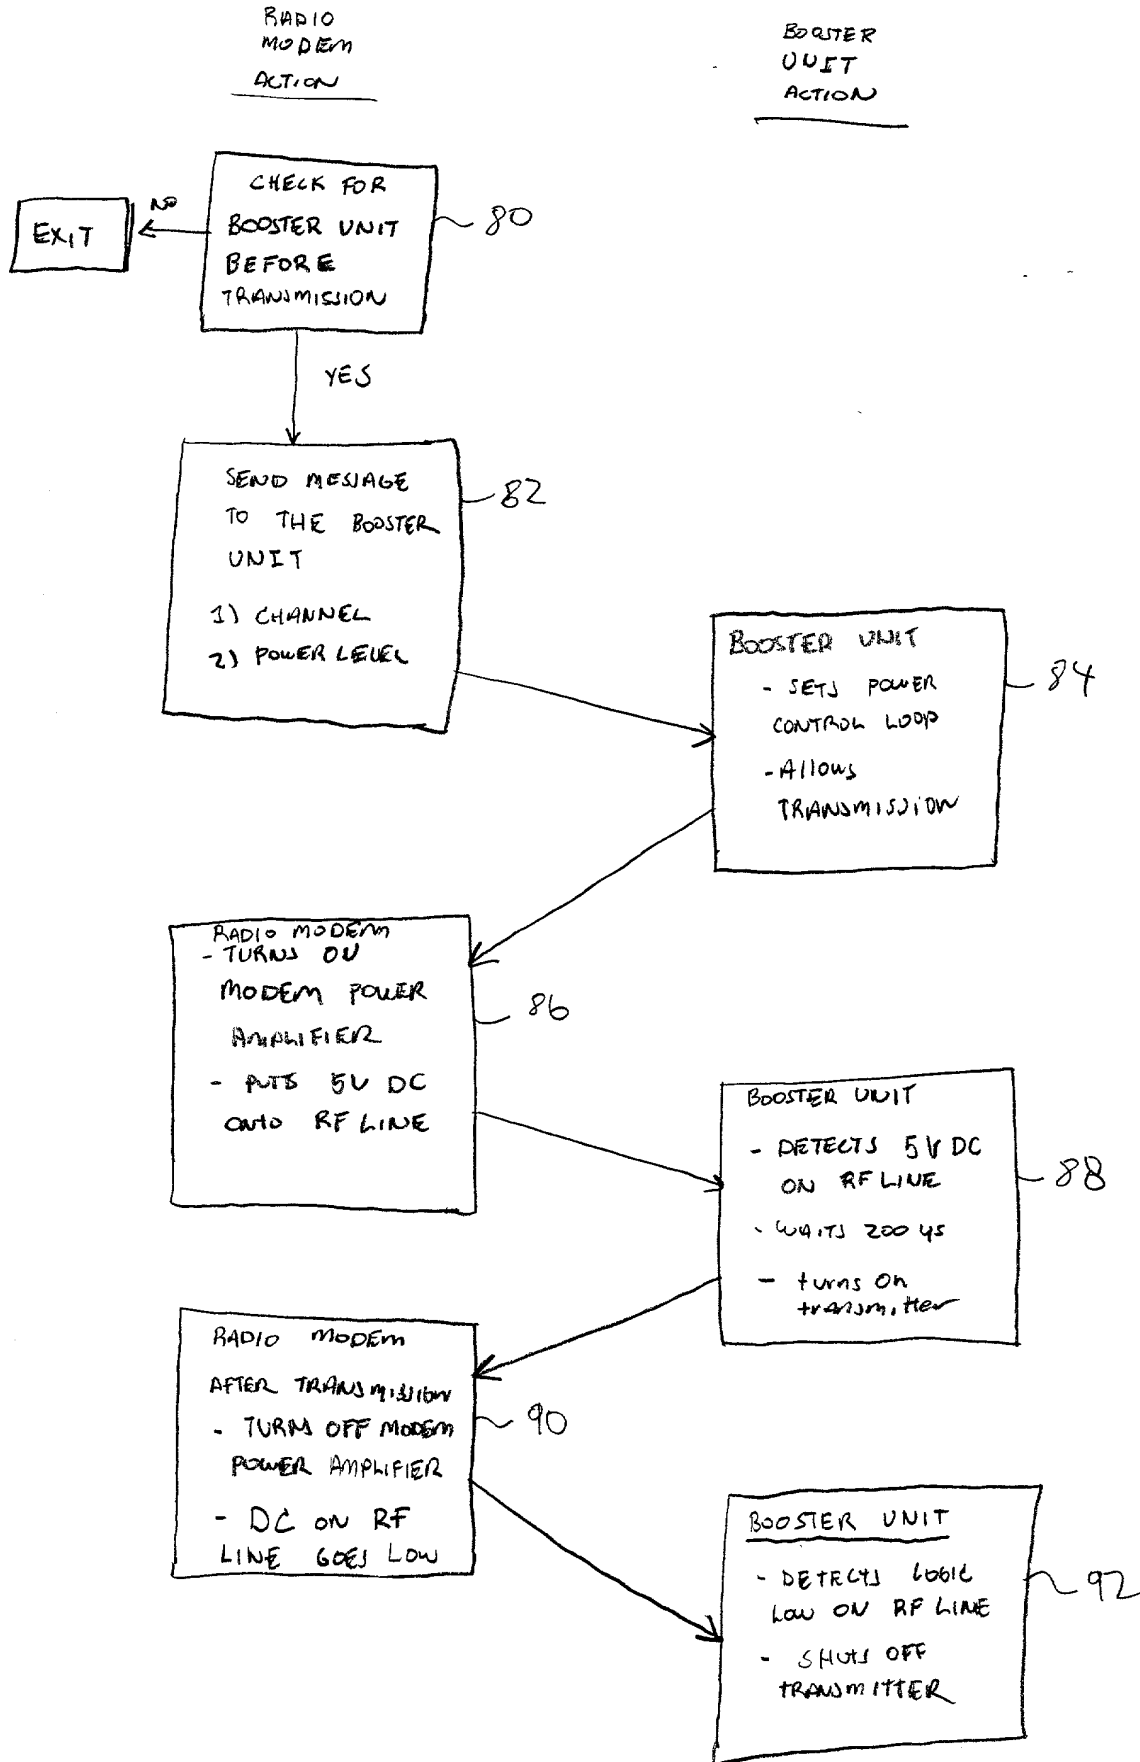 RADIO
MODEM
ACTION
BOOSTER
UNIT
ACTION
CHECK FOR
BOOSTER UNIT
BEFORE
TRANSMISSION
80
NO
EXIT
YES
SEND MESSAGE
TO THE BOOSTER
UNIT
1) CHANNEL
2) POWER LEVEL
82
BOOSTER UNIT
- SETS POWER
CONTROL LOOP
- Allows
TRANSMISSION
84
RADIO MODEM
- TURNS ON
MODEM POWER
AMPLIFIER
- PUTS 5V DC
ONTO RF LINE
86
BOOSTER UNIT
- DETECTS 5V DC
ON RF LINE
- WAITS 200 µs
- turns on
transmitter
88
RADIO MODEM
AFTER TRANSMISSION
- TURNS OFF MODEM
POWER AMPLIFIER
- DC ON RF
LINE GOES LOW
90
BOOSTER UNIT
- DETECTS LOGIC
LOW ON RF LINE
- SHUTS OFF
TRANSMITTER
92